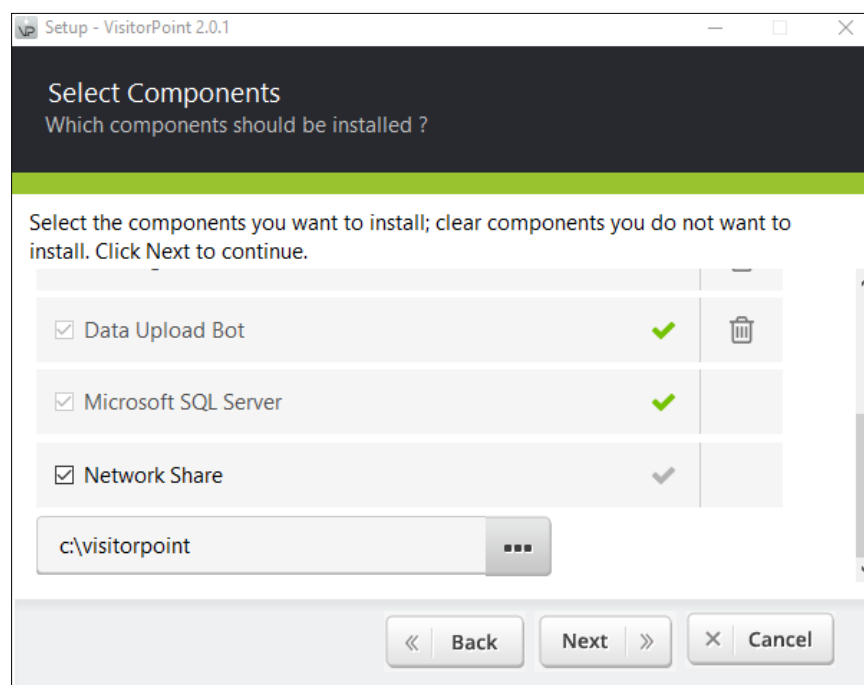 Setup - VisitorPoint 2.0.1
Select Components
Which components should be installed ?
Select the components you want to install; clear components you do not want to
install. Click Next to continue.
Data Upload Bot
Microsoft SQL Server
Network Share
c:\visitorpoint
Back
Next
Cancel